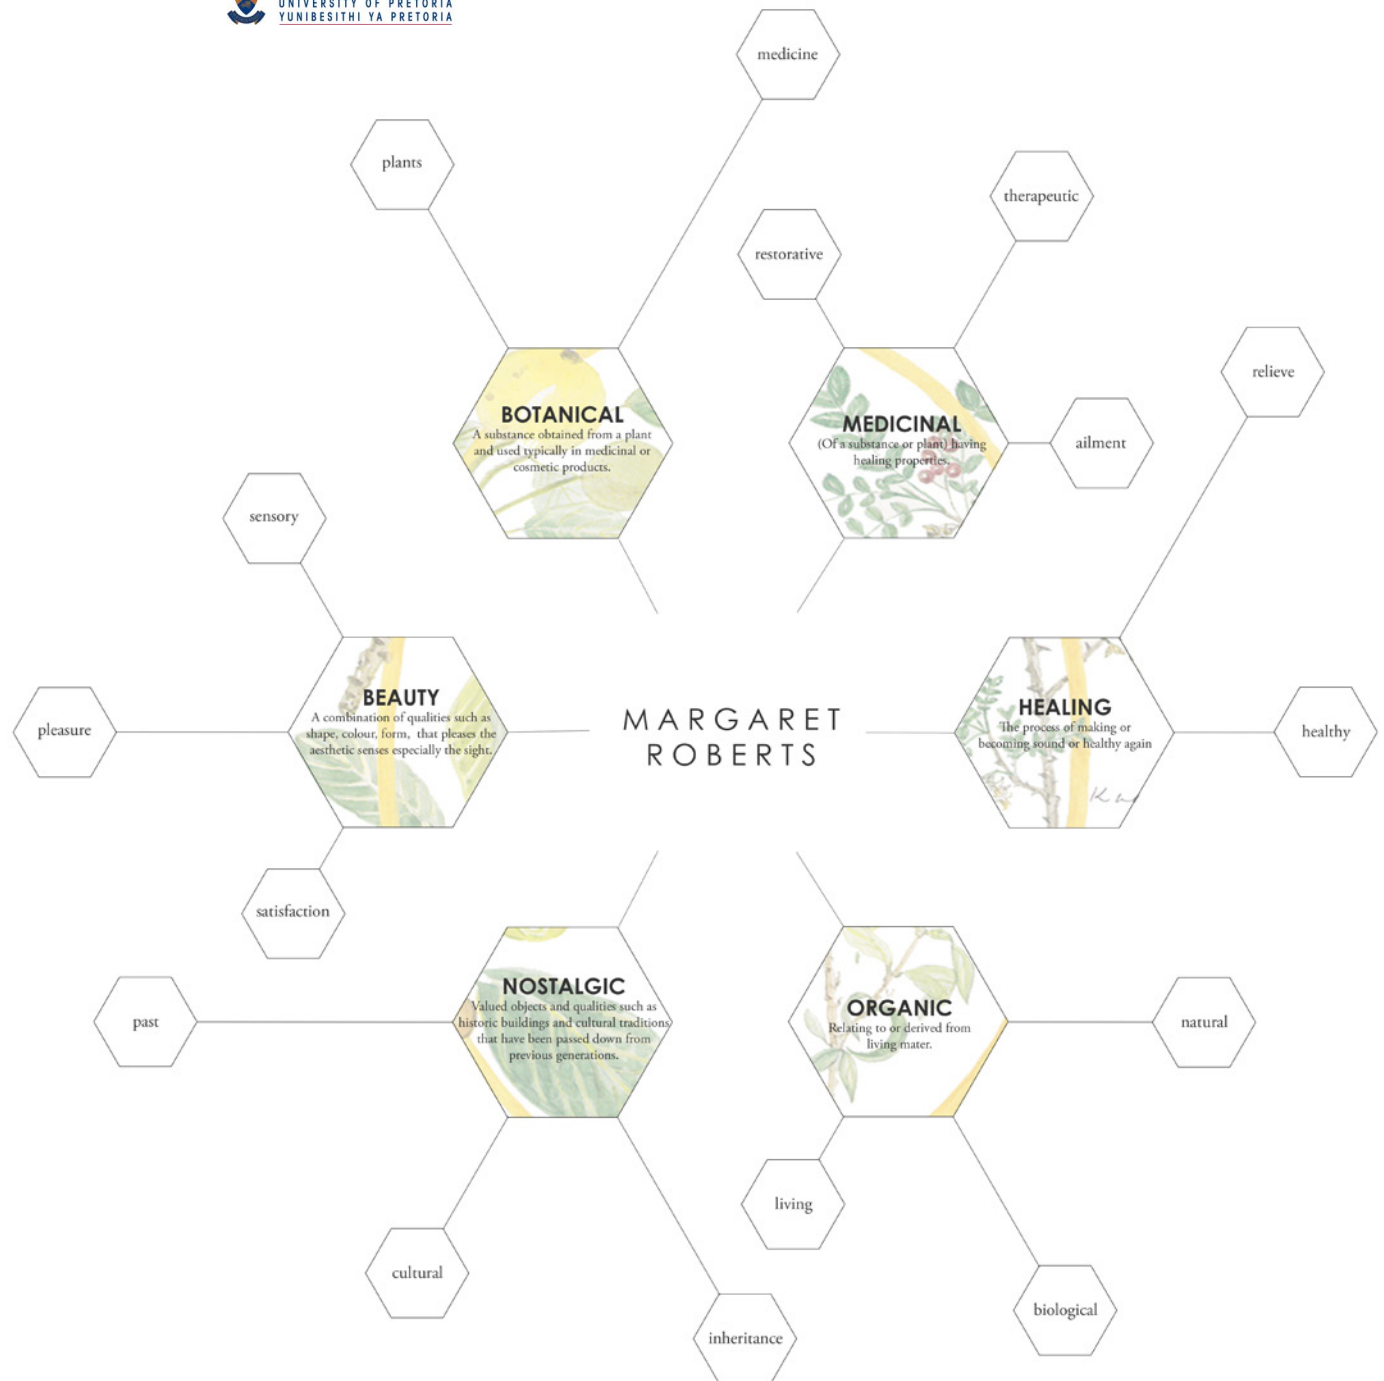 UNIVERSITY OF PRETORIA
YUNIBESITHI YA PRETORIA
medicine
plants
therapeutic
restorative
relieve
BOTANICAL
A substance obtained from a plant
and used typically in medicinal or
cosmetic products.
MEDICINAL
(Of a substance or plant) having
healing properties.
ailment
sensory
BEAUTY
A combination of qualities such as
shape, colour, form, that pleases the
aesthetic senses especially the sight.
pleasure
MARGARET
ROBERTS
HEALING
The process of making or
becoming sound or healthy again
healthy
satisfaction
NOSTALGIC
Valued objects and qualities such as
historic buildings and cultural traditions
that have been passed down from
previous generations.
past
ORGANIC
Relating to or derived from
living mater.
natural
living
cultural
biological
inheritance